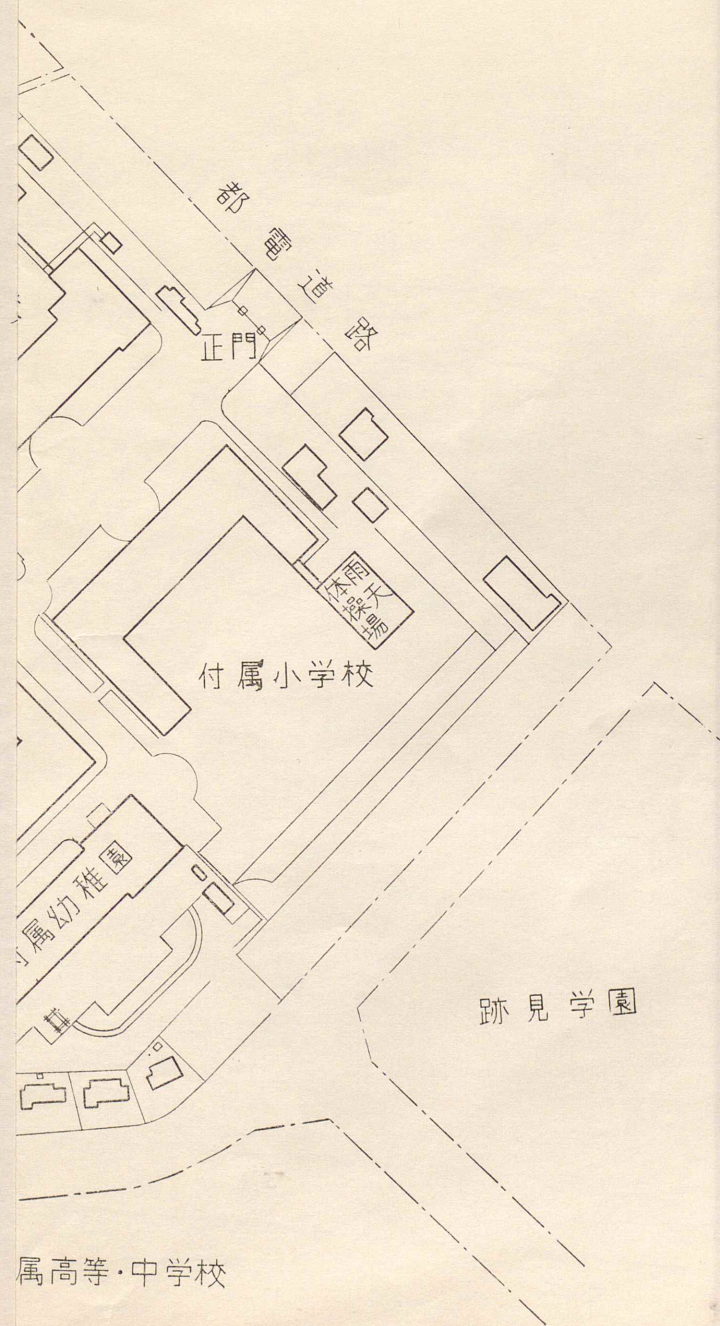 都電道路
正門
雨天
体操場
付属小学校
属幼稚園
跡見学園
属高等・中学校